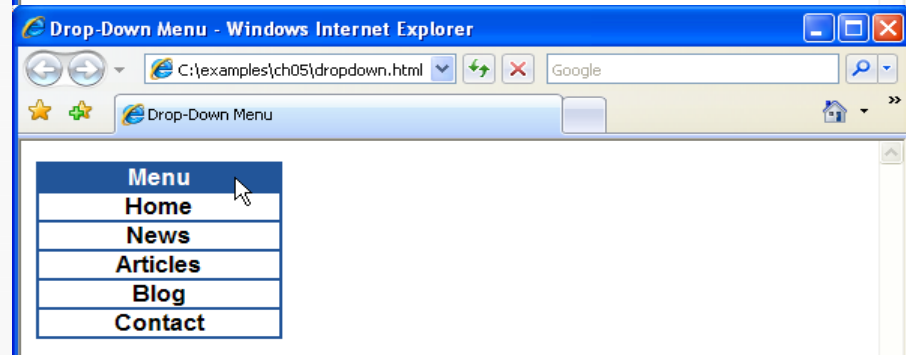 Drop-Down Menu - Windows Internet Explorer
C:\examples\ch05\dropdown.html Google
Drop-Down Menu
Menu
Home
News
Articles
Blog
Contact